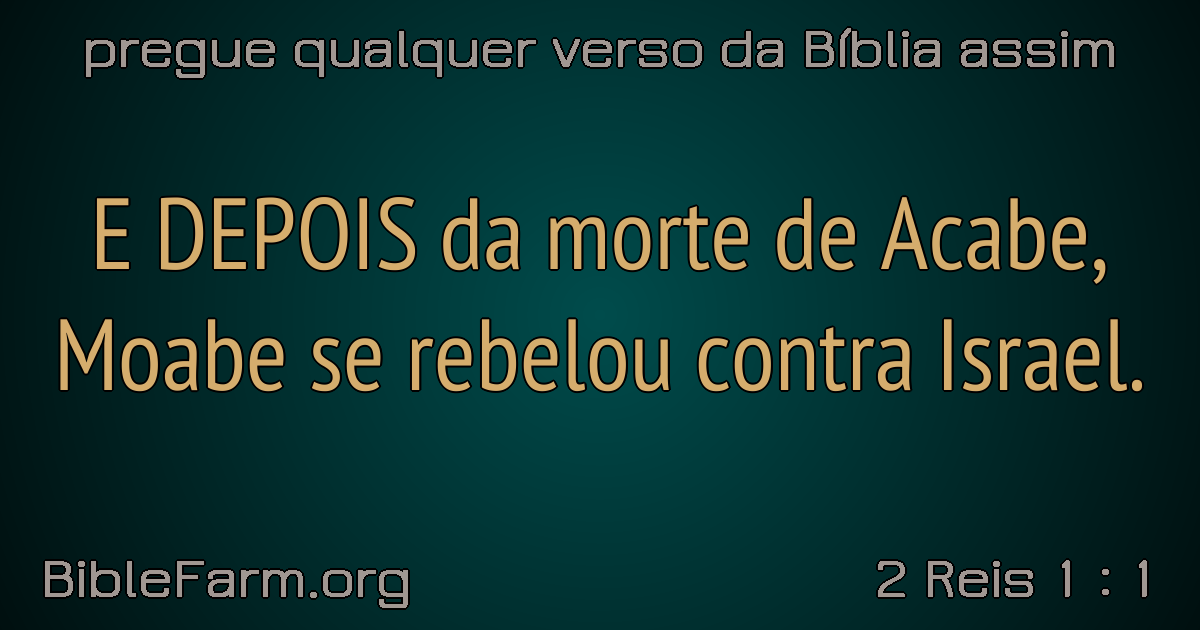 pregue qualquer verso da Bíblia assim
E DEPOIS da morte de Acabe,
Moabe se rebelou contra Israel.
BibleFarm.org
2 Reis 1 : 1